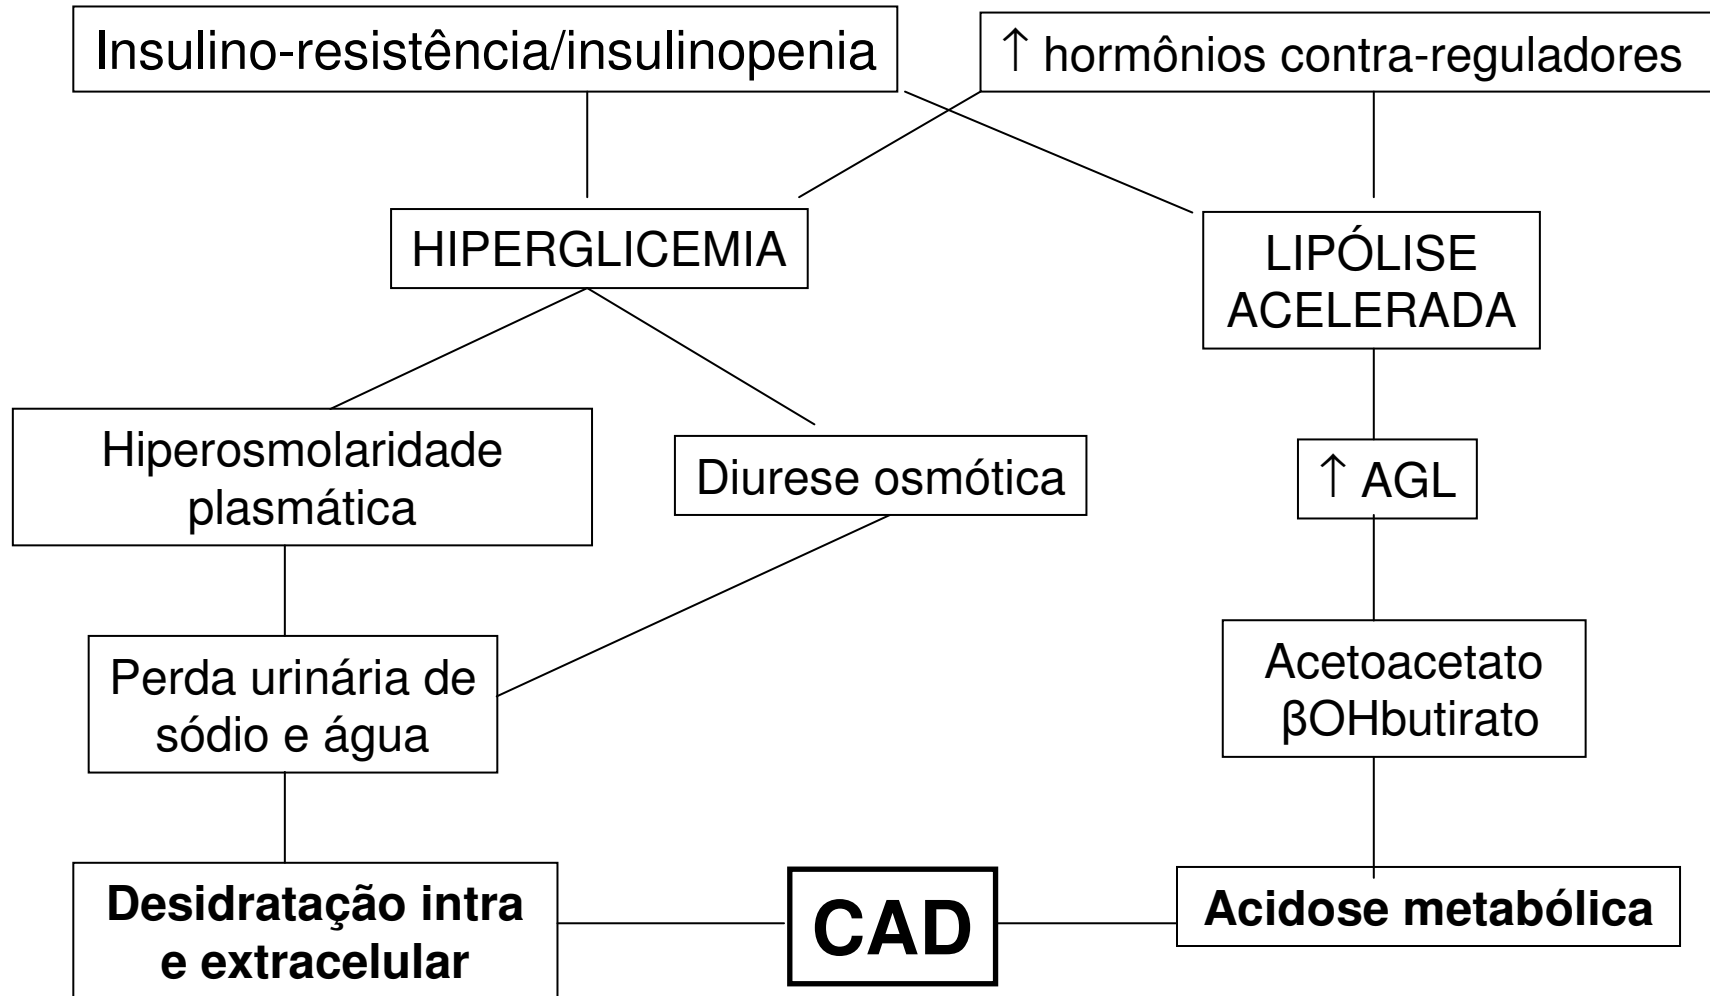 Insulino-resistência/insulinopenia
↑ hormônios contra-reguladores
HIPERGLICEMIA
LIPÓLISE
ACELERADA
Hiperosmolaridade
plasmática
Diurese osmótica
↑ AGL
Perda urinária de
sódio e água
Acetoacetato
βOHbutirato
Desidratação intra
e extracelular
CAD
Acidose metabólica